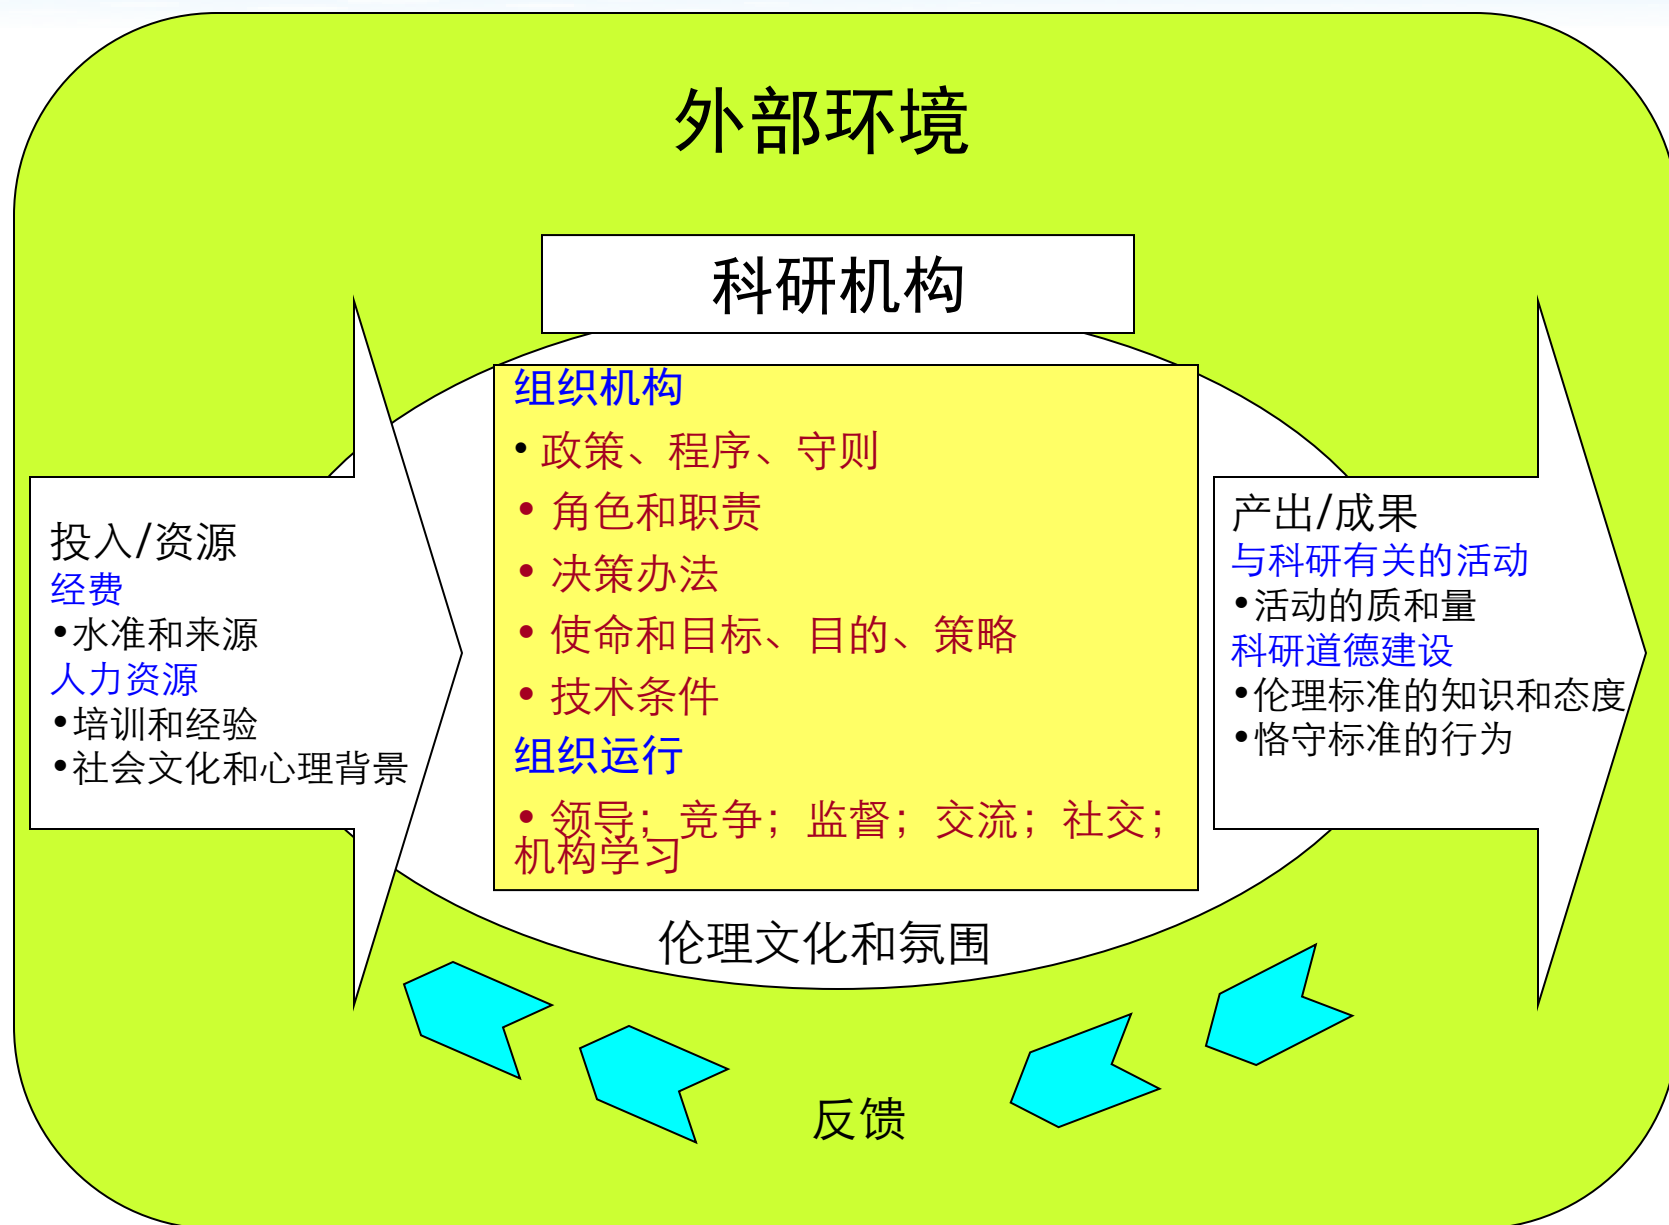 外部环境
科研机构
投入/资源
经费
•水准和来源
人力资源
•培训和经验
•社会文化和心理背景
组织机构
• 政策、程序、守则
• 角色和职责
• 决策办法
• 使命和目标、目的、策略
• 技术条件
组织运行
• 领导；竞争；监督；交流；社交；
机构学习
伦理文化和氛围
产出/成果
与科研有关的活动
•活动的质和量
科研道德建设
•伦理标准的知识和态度
•恪守标准的行为
反馈